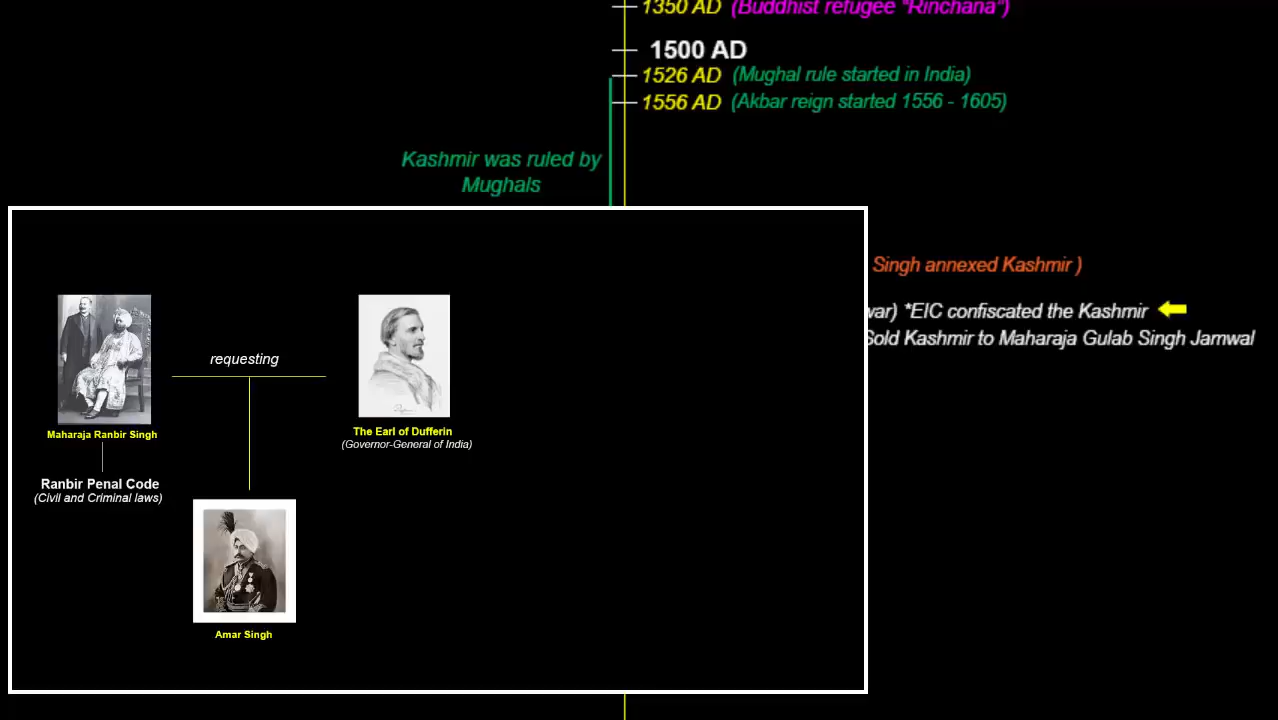 1350 AD (Buddhist refugee "Rinchana")
1500 AD
1526 AD (Mughal rule started in India)
1556 AD (Akbar reign started 1556 - 1605)
Kashmir was ruled by
Mughals
Singh annexed Kashmir )
war) *EIC confiscated the Kashmir
Sold Kashmir to Maharaja Gulab Singh Jamwal
requesting
Maharaja Ranbir Singh
Ranbir Penal Code
(Civil and Criminal laws)
The Earl of Dufferin
(Governor-General of India)
Amar Singh